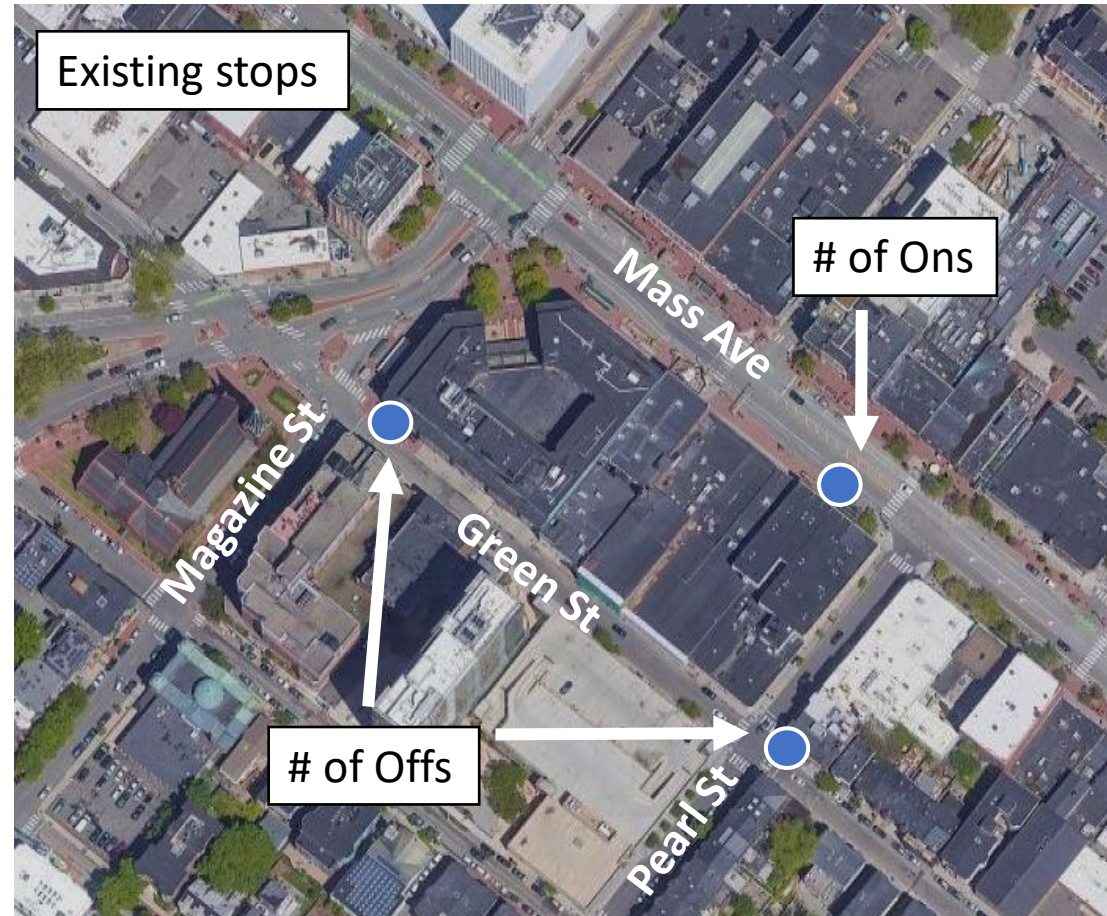 Existing stops
# of Ons
Mass Ave
Magazine St
Green St
# of Offs
Pearl St